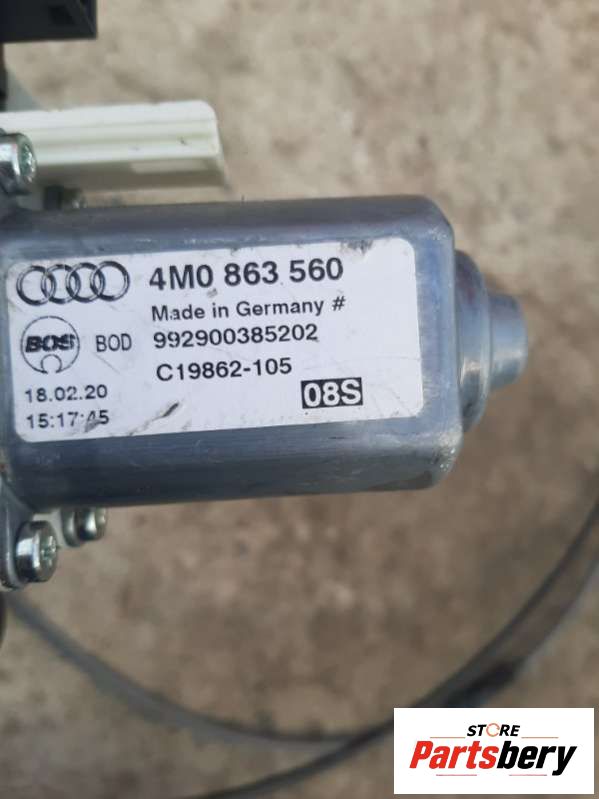 4M0 863 560
Made in Germany #
BOS BOD 992900385202
C19862-105
18.02.20
08S
15:17:45
STORE
Partsbery